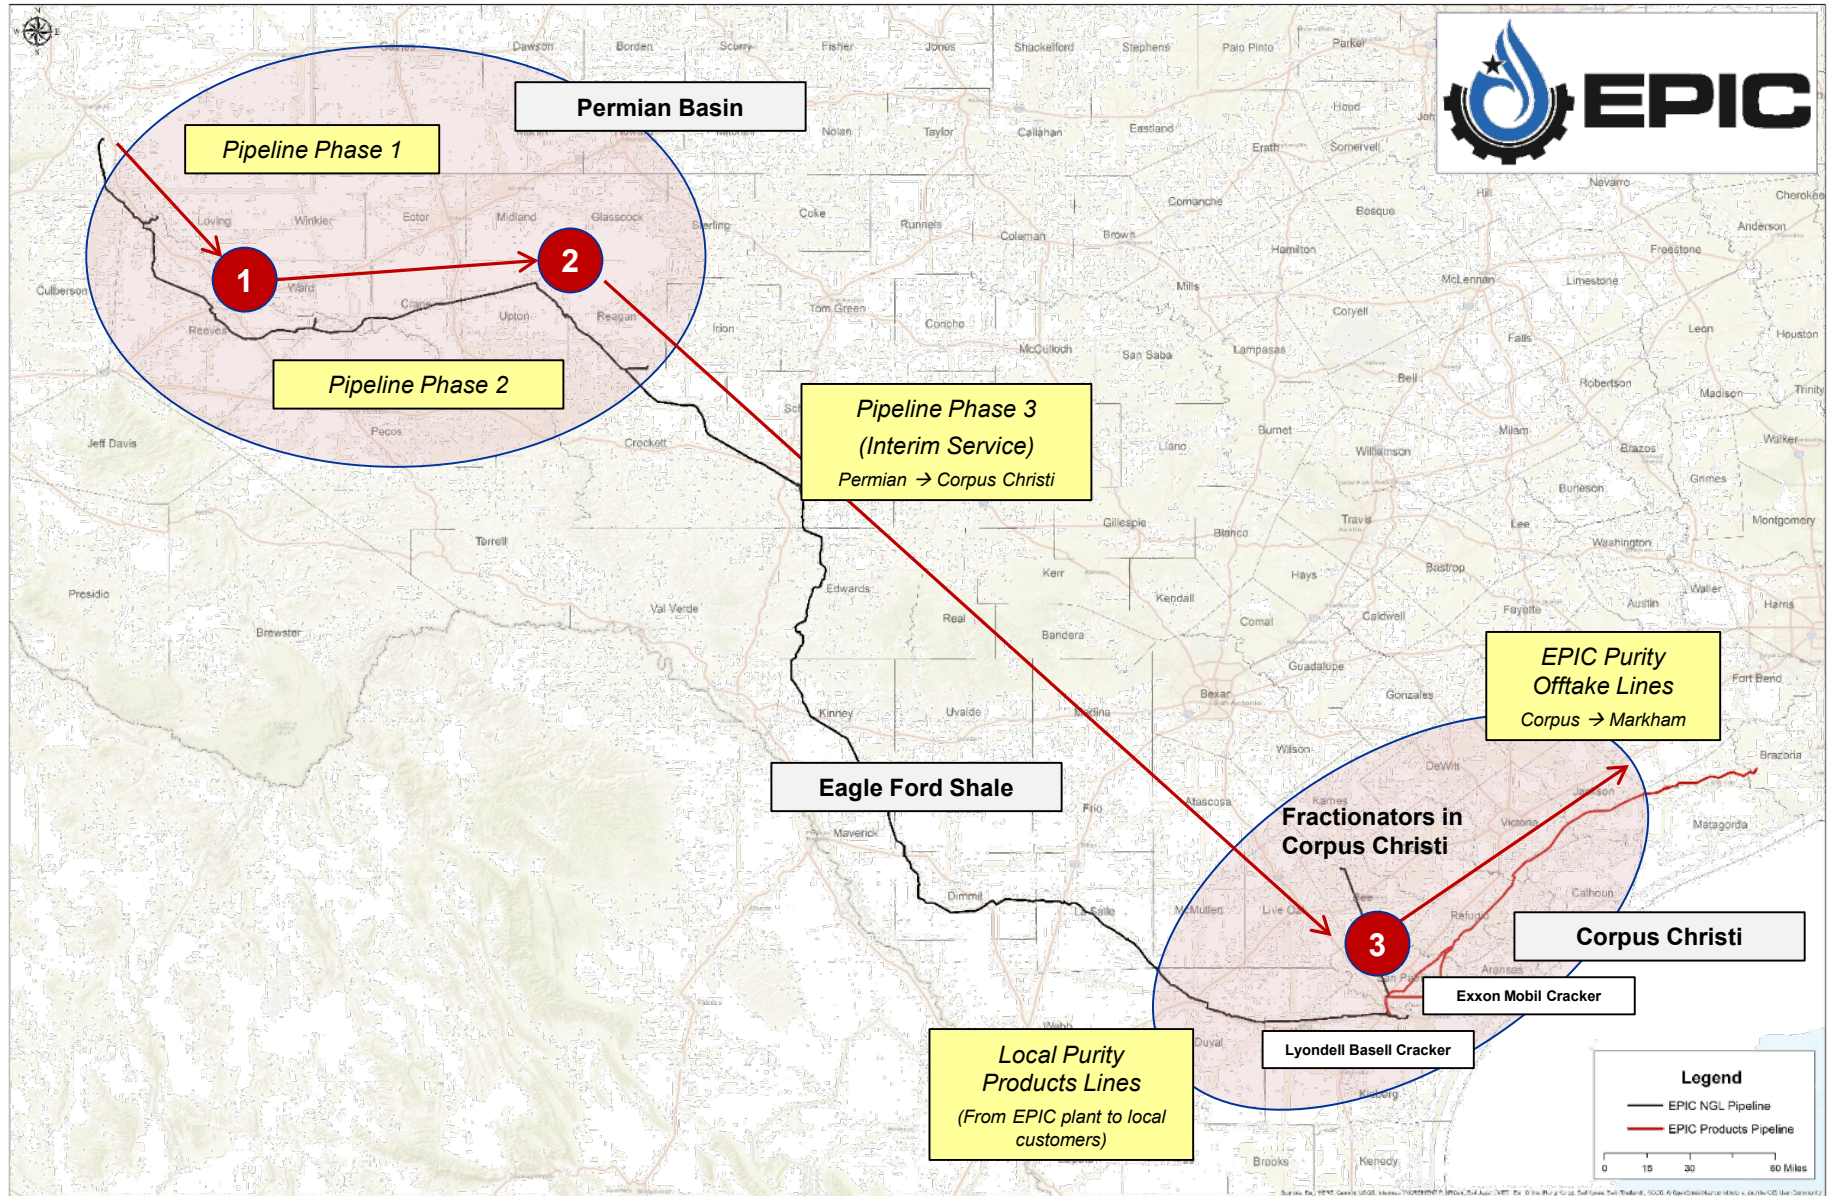 N
W E
S
Gaines
Dawson
Borden
Scurry
Fisher
Jones
Shackelford
Stephens
Palo Pinto
Parker
EPIC
Permian Basin
Hood
Pipeline Phase 1
Nolan
Taylor
Callahan
Eastland
Erath
Somervell
Hill
Navarro
Cherokee
Loving
Winkler
Ector
Midland
Glasscock
Sterling
Coke
Runnels
Coleman
Comanche
Brown
Bosque
Hamilton
Anderson
Freestone
1
2
Culberson
Ward
Crane
Reeves
Upton
Reagan
Irion
Tom Green
Concho
McCulloch
San Saba
Mills
Lampasas
Coryell
McLennan
Limestone
Falls
Leon
Houston
Bell
Robertson
Madison
Trinity
Pipeline Phase 2
Pipeline Phase 3
(Interim Service)
Permian → Corpus Christi
Jeff Davis
Pecos
Crockett
Llano
Burnet
Williamson
Milam
Brazos
Walker
Burleson
Grimes
Gillespie
Blanco
Travis
Lee
Washington
Montgomery
Terrell
Presidio
Brewster
Val Verde
Edwards
Kerr
Real
Bandera
Kendall
Comal
Hays
Caldwell
Bastrop
Fayette
Austin
Waller
Harris
Guadalupe
Gonzales
EPIC Purity
Offtake Lines
Corpus → Markham
Fort Bend
Brazoria
Kinney
Uvalde
Medina
Bexar
San Antonio
Wilson
DeWitt
Jackson
Matagorda
Eagle Ford Shale
Maverick
Frio
Atascosa
Karnes
Victoria
Fractionators in
Corpus Christi
Dimmit
La Salle
McMullen
Live Oak
Bee
Refugio
Calhoun
3
Corpus Christi
Aransas
San Pat
Exxon Mobil Cracker
Lyondell Basell Cracker
Webb
Duval
Local Purity
Products Lines
(From EPIC plant to local
customers)
Kleberg
Brooks
Kenedy
Legend
EPIC NGL Pipeline
EPIC Products Pipeline
0 15 30 60 Miles